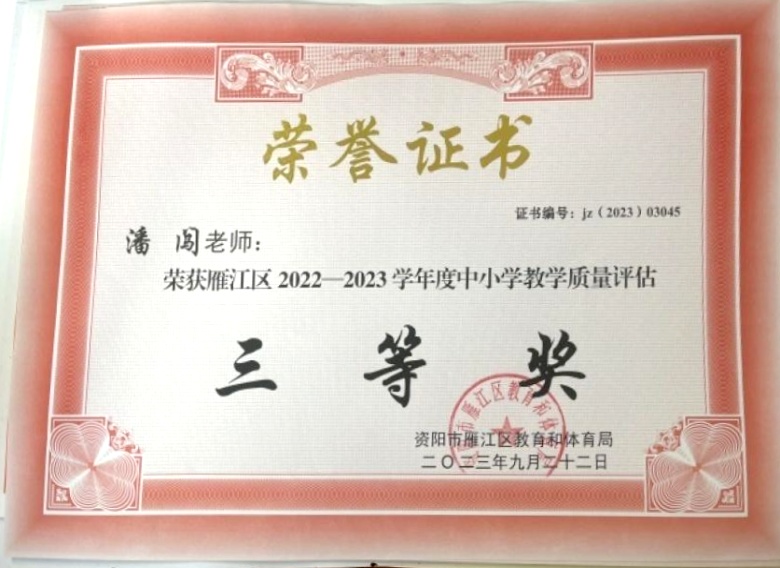 荣誉证书
证书编号：jz（2023）03045
潘 闯老师：
荣获雁江区 2022—2023 学年度中小学教学质量评估
三 等 奖
资阳市雁江区教育和体育局
二〇二三年九月二十二日